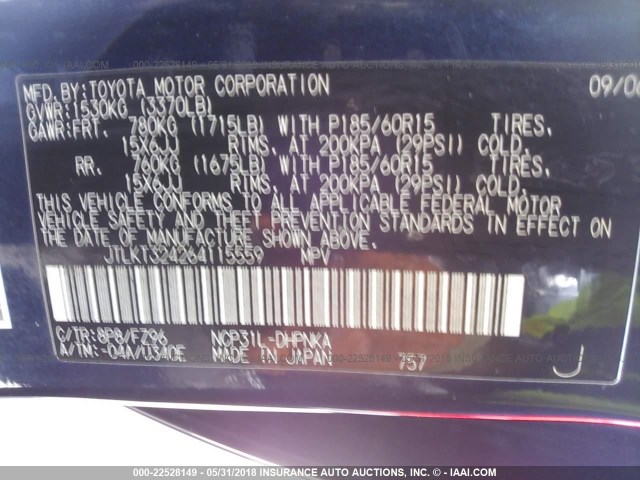 MFD.BY:TOYOTA MOTOR CORPORATION 09/06
GVWR:1530KG (3370LB)
GAWR:FRT. 780KG (1715LB) WITH P185/60R15 TIRES,
15X6JJ RIMS, AT 200KPA (29PSI) COLD.
RR. 760KG (1675LB) WITH P185/60R15 TIRES,
15X6JJ RIMS, AT 200KPA (29PSI) COLD.
THIS VEHICLE CONFORMS TO ALL APPLICABLE FEDERAL MOTOR
VEHICLE SAFETY AND THEFT PREVENTION STANDARDS IN EFFECT ON
THE DATE OF MANUFACTURE SHOWN ABOVE.
JTLKT324264115559 MPV
C/TR:8P8/FZ96 NCP31L-DHPNKA
A/TN:-04A/U340E MADE IN JAPAN 757
J
000-22528149 - 05/31/2018 INSURANCE AUTO AUCTIONS, INC. - © IAAI.COM